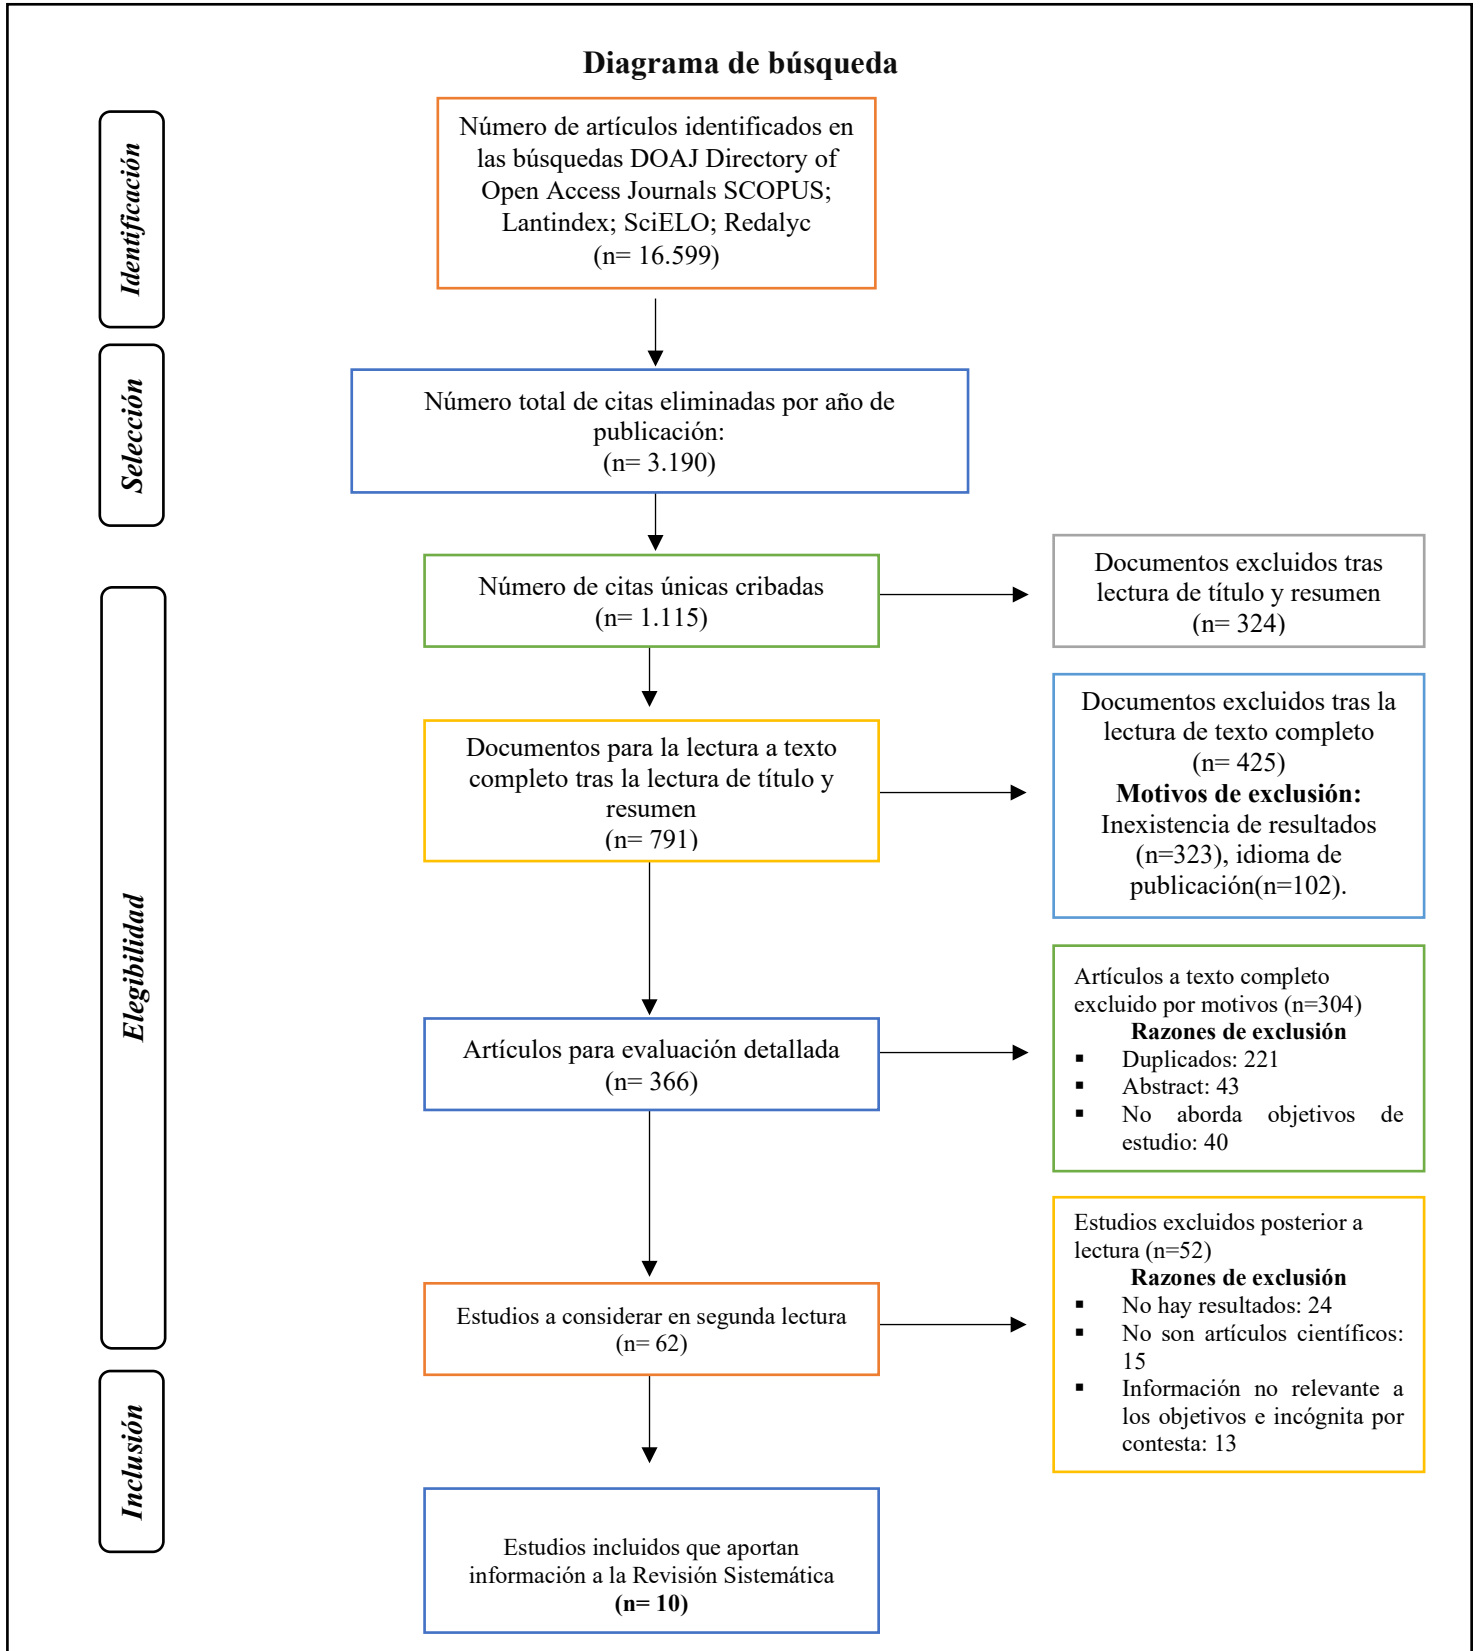 Diagrama de búsqueda
Identificación
Número de artículos identificados en
las búsquedas DOAJ Directory of
Open Access Journals SCOPUS;
Lantindex; SciELO; Redalyc
(n= 16.599)
Selección
Número total de citas eliminadas por año de
publicación:
(n= 3.190)
Elegibilidad
Número de citas únicas cribadas
(n= 1.115)
Documentos excluidos tras
lectura de título y resumen
(n= 324)
Documentos para la lectura a texto
completo tras la lectura de título y
resumen
(n= 791)
Documentos excluidos tras la
lectura de texto completo
(n= 425)
Motivos de exclusión:
Inexistencia de resultados
(n=323), idioma de
publicación(n=102).
Artículos para evaluación detallada
(n= 366)
Artículos a texto completo
excluido por motivos (n=304)
Razones de exclusión
▪ Duplicados: 221
▪ Abstract: 43
▪ No aborda objetivos de
estudio: 40
Estudios a considerar en segunda lectura
(n= 62)
Estudios excluidos posterior a
lectura (n=52)
Razones de exclusión
▪ No hay resultados: 24
▪ No son artículos científicos:
15
▪ Información no relevante a
los objetivos e incógnita por
contesta: 13
Inclusión
Estudios incluidos que aportan
información a la Revisión Sistemática
(n= 10)